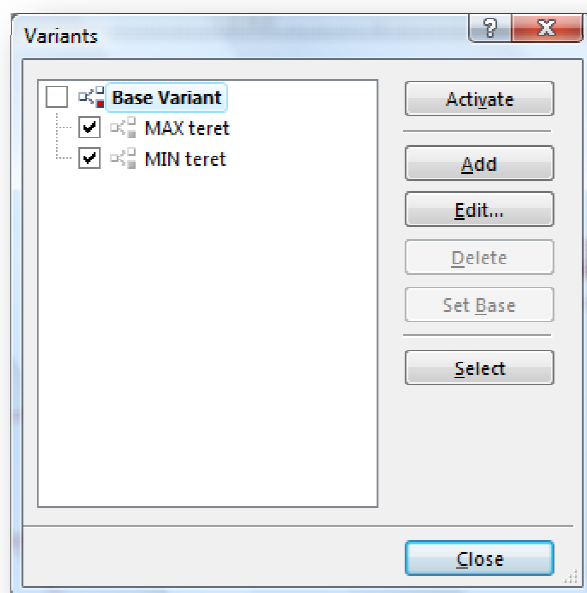 Variants
Base Variant
MAX teret
MIN teret
Activate
Add
Edit...
Delete
Set Base
Select
Close